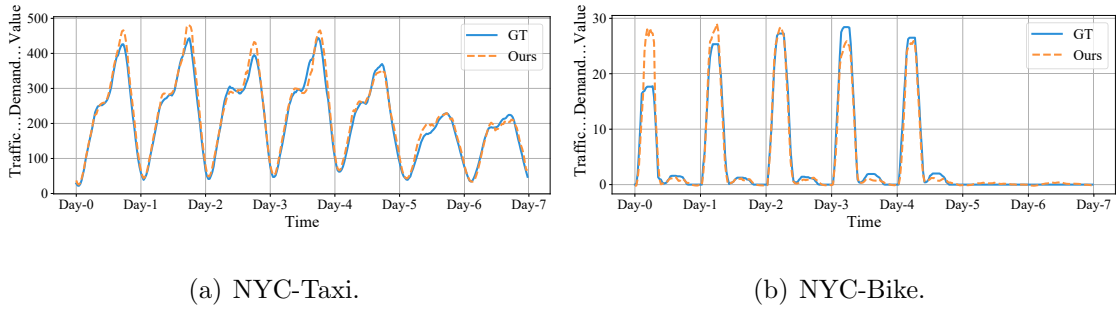 Traffic...Demand...Value
500
400
300
200
100
0
GT
Ours
Day-0 Day-1 Day-2 Day-3 Day-4 Day-5 Day-6 Day-7
Time
(a) NYC-Taxi.
Traffic...Demand...Value
30
20
10
0
GT
Ours
Day-0 Day-1 Day-2 Day-3 Day-4 Day-5 Day-6 Day-7
Time
(b) NYC-Bike.